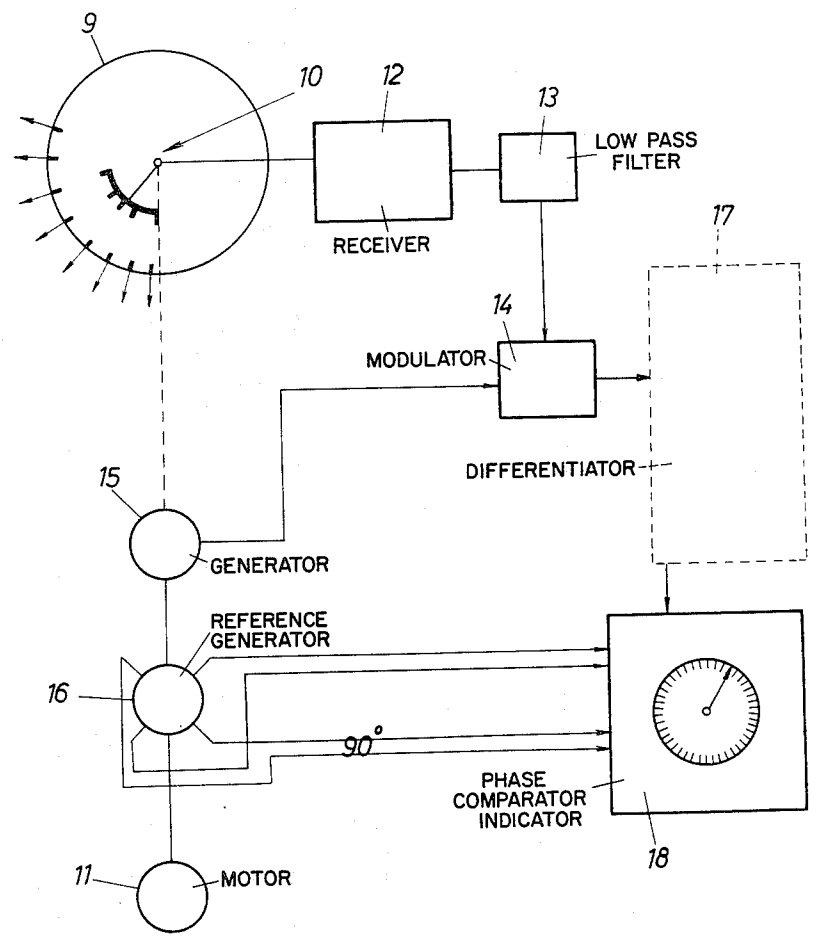 9
10
12
13
LOW PASS
FILTER
RECEIVER
17
14
MODULATOR
DIFFERENTIATOR
15
GENERATOR
REFERENCE
GENERATOR
16
90°
PHASE
COMPARATOR
INDICATOR
18
11
MOTOR